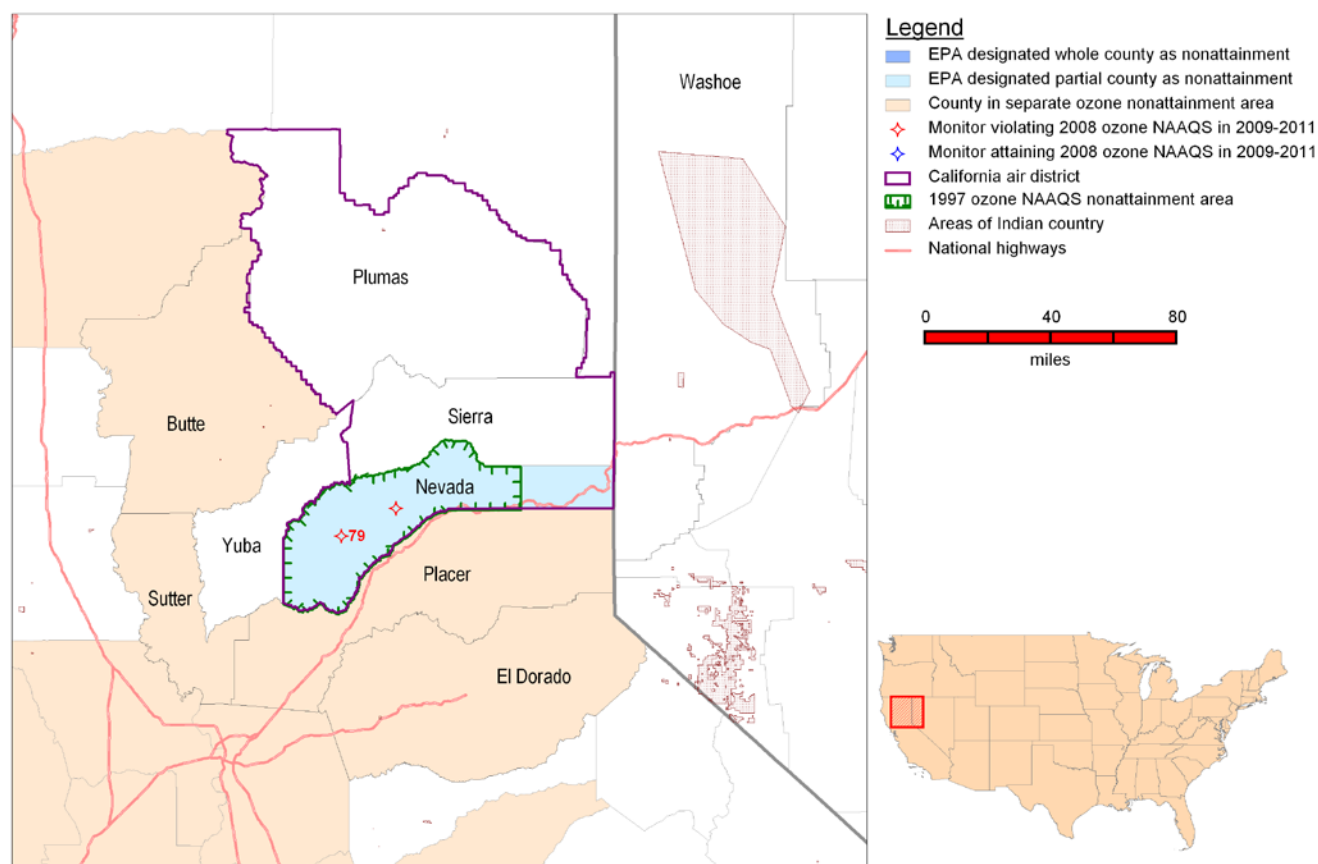 Legend
EPA designated whole county as nonattainment
EPA designated partial county as nonattainment
County in separate ozone nonattainment area
Monitor violating 2008 ozone NAAQS in 2009-2011
Monitor attaining 2008 ozone NAAQS in 2009-2011
California air district
1997 ozone NAAQS nonattainment area
Areas of Indian country
National highways
0 40 80
miles
Washoe
Plumas
Sierra
Butte
Nevada
79
Yuba
Placer
Sutter
El Dorado